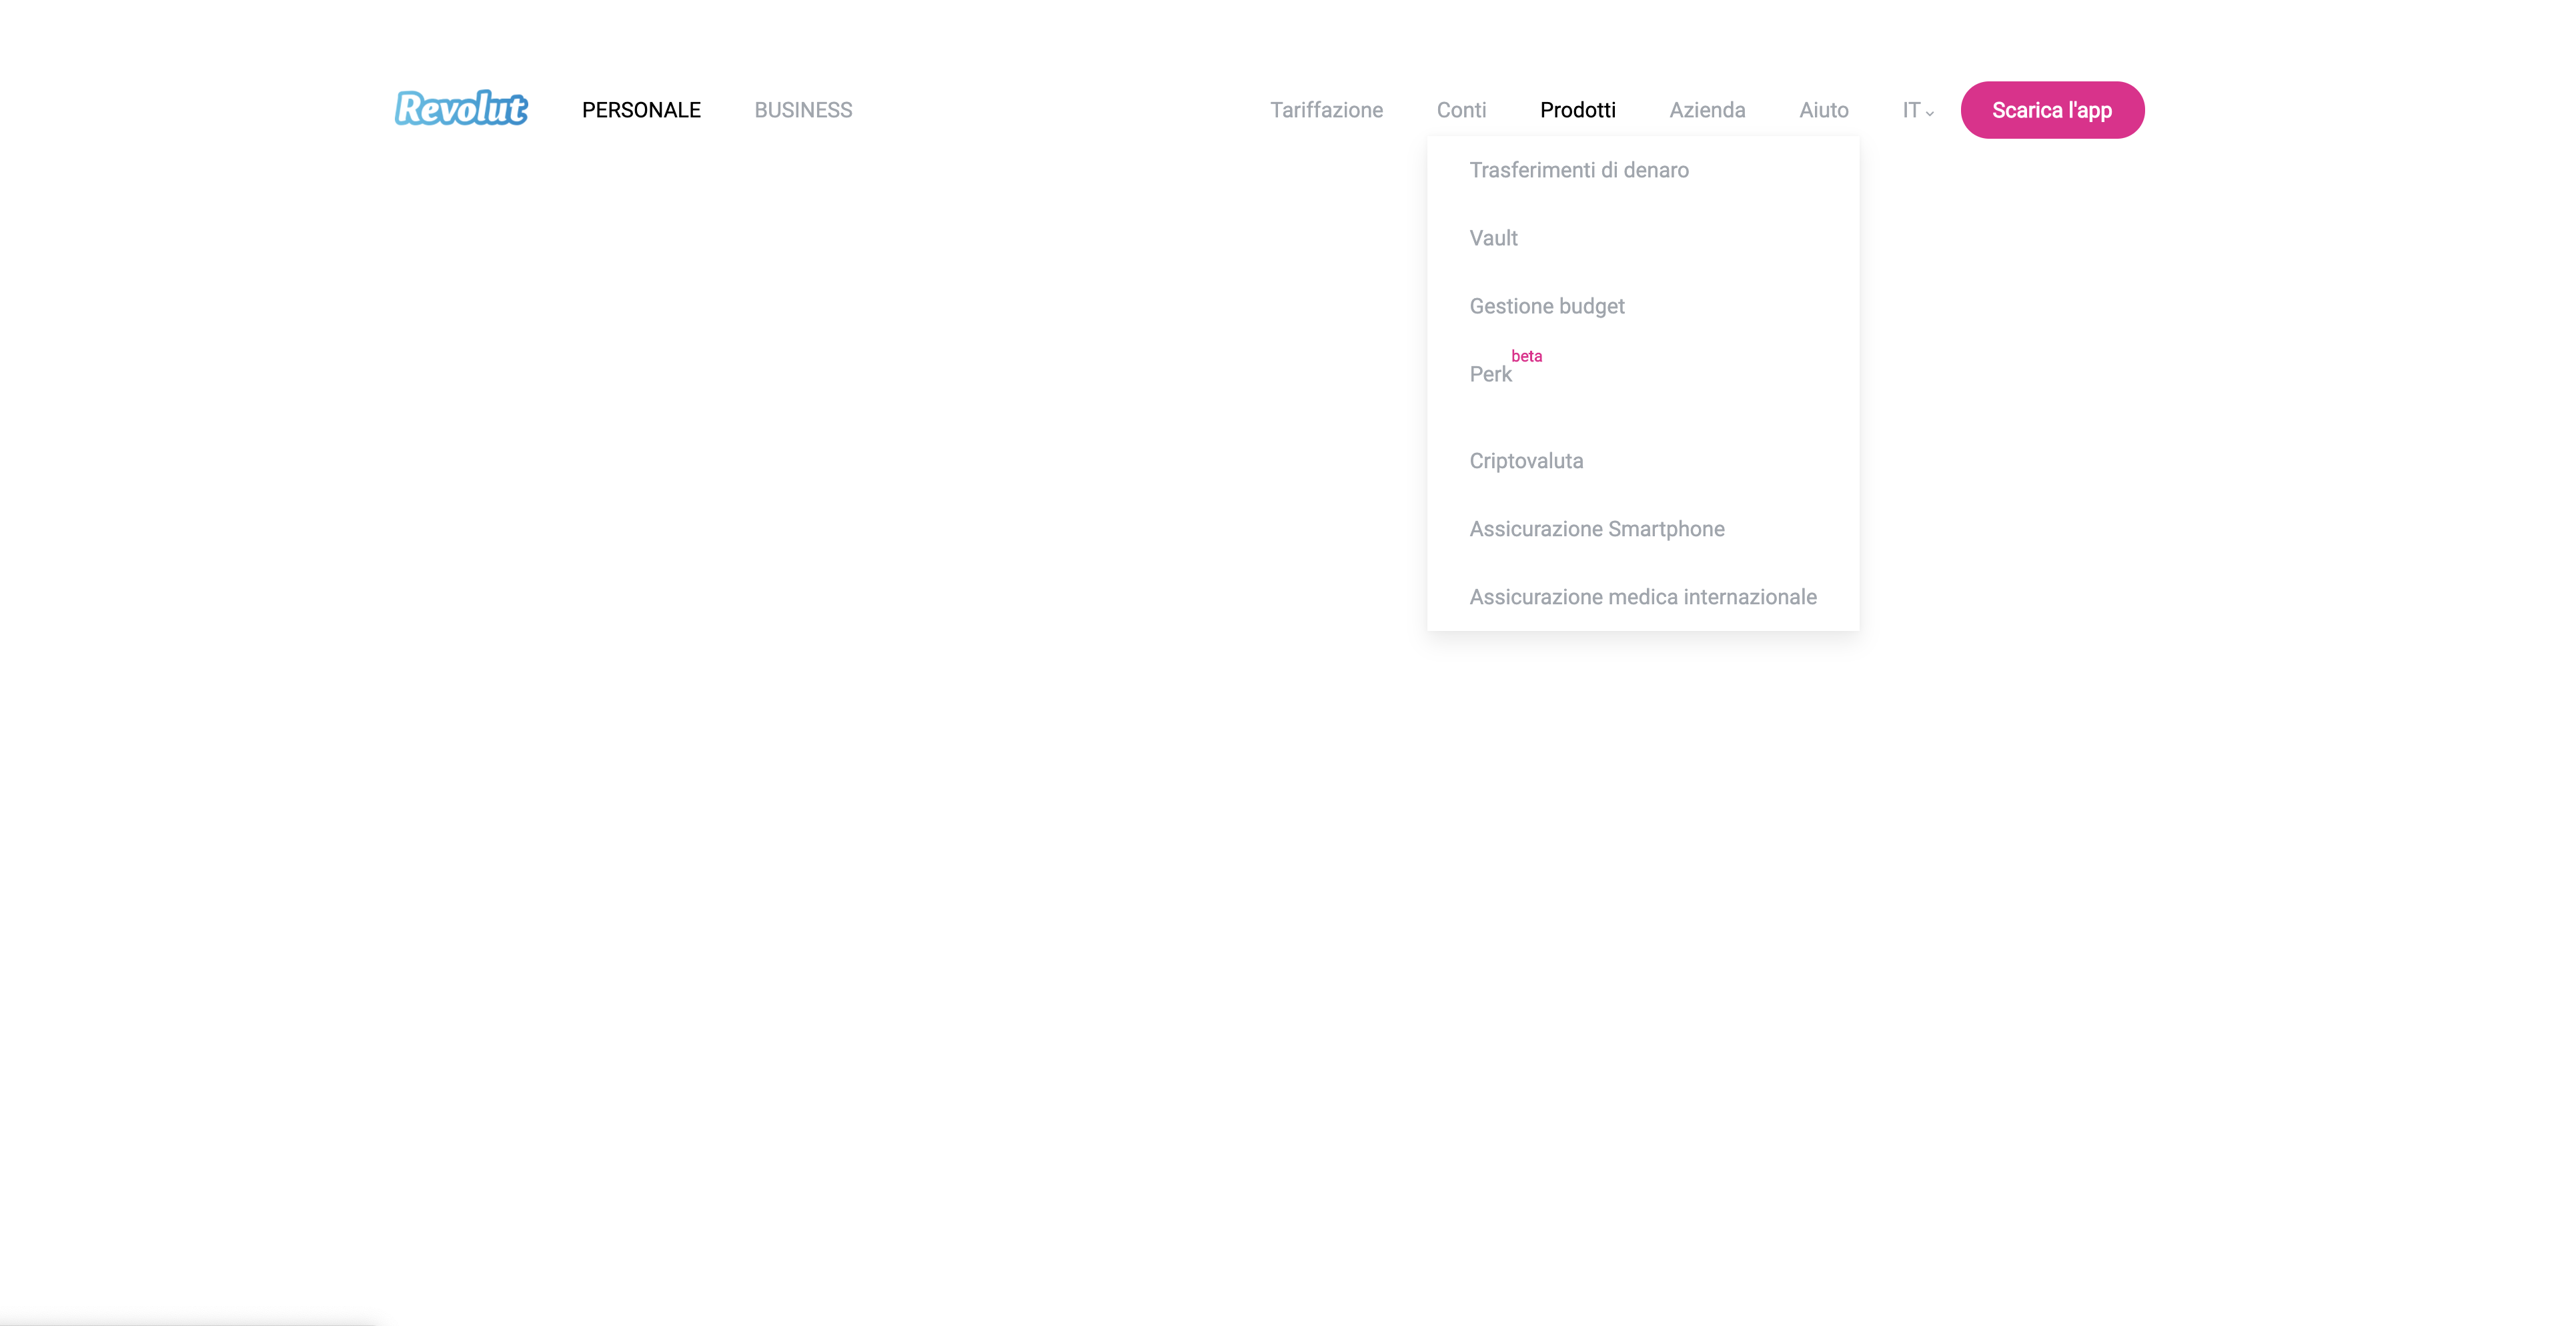 Revolut PERSONALE BUSINESS Tariffazione Conti Prodotti Azienda Aiuto IT Scarica l'app
Trasferimenti di denaro
Vault
Gestione budget
Perk beta
Criptovaluta
Assicurazione Smartphone
Assicurazione medica internazionale